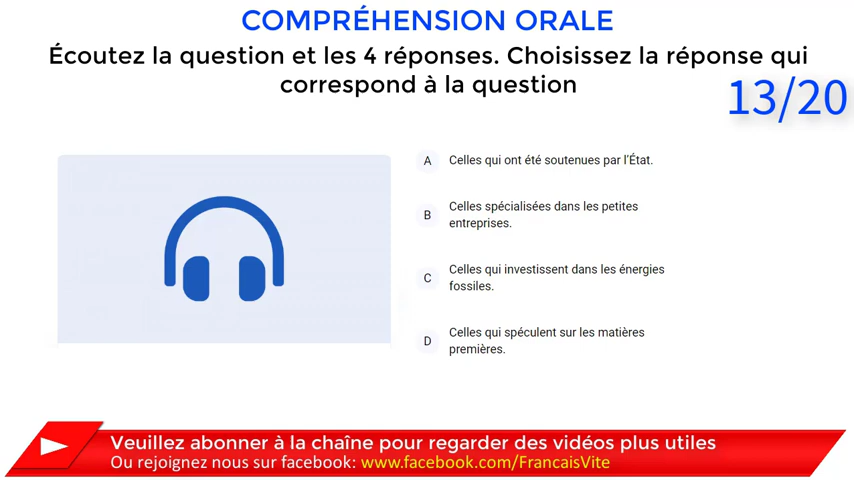 COMPRÉHENSION ORALE
Écoutez la question et les 4 réponses. Choisissez la réponse qui
correspond à la question
13/20
A Celles qui ont été soutenues par l'État.
B Celles spécialisées dans les petites
entreprises.
C Celles qui investissent dans les énergies
fossiles.
D Celles qui spéculent sur les matières
premières.
Veuillez abonner à la chaîne pour regarder des vidéos plus utiles
Ou rejoignez nous sur facebook: www.facebook.com/FrancaisVite